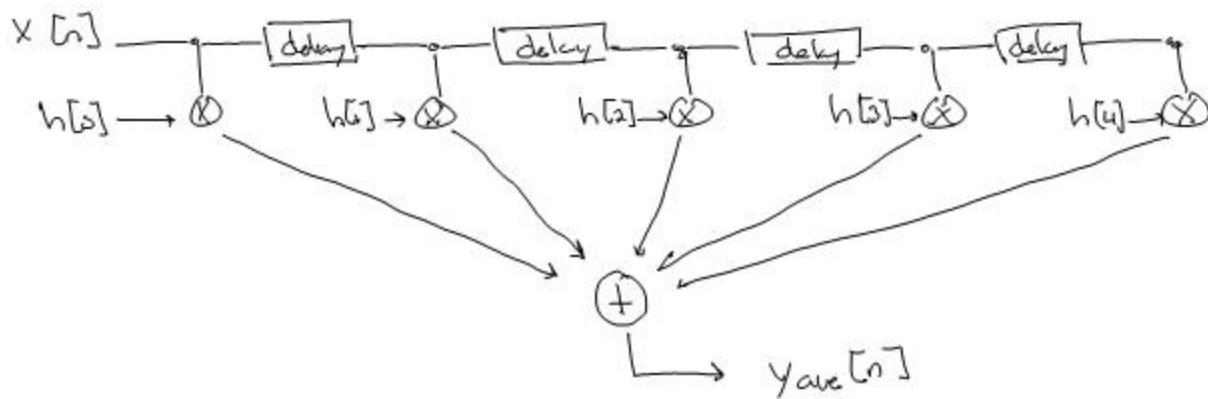 x [n] delay delay delay delay
h[0] x h[1] x h[2] x h[3] x h[4] x
+
Yave[n]